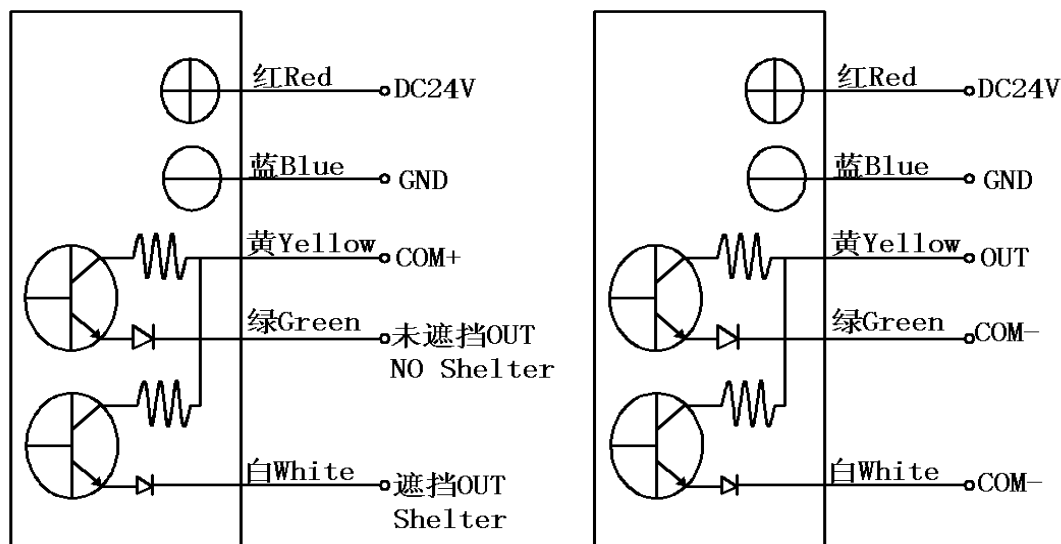 红Red
DC24V
蓝Blue
GND
黄Yellow
COM+
绿Green
未遮挡OUT
NO Shelter
白White
遮挡OUT
Shelter
红Red
DC24V
蓝Blue
GND
黄Yellow
OUT
绿Green
COM-
白White
COM-